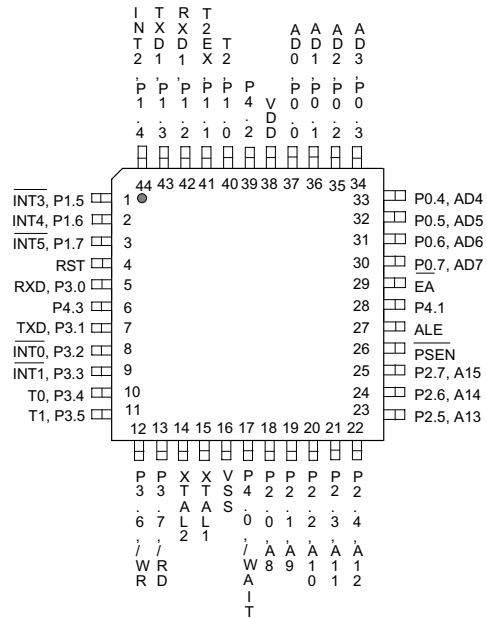 INT2, P1.4
TXD1, P1.3
RXD1, P1.2
T2EX, P1.1
T2, P1.0
P4.2
VDD
AD0, P0.0
AD1, P0.1
AD2, P0.2
AD3, P0.3
44 43 42 41 40 39 38 37 36 35 34
INT3, P1.5 1
INT4, P1.6 2
INT5, P1.7 3
RST 4
RXD, P3.0 5
P4.3 6
TXD, P3.1 7
INT0, P3.2 8
INT1, P3.3 9
T0, P3.4 10
T1, P3.5 11
33 P0.4, AD4
32 P0.5, AD5
31 P0.6, AD6
30 P0.7, AD7
29 EA
28 P4.1
27 ALE
26 PSEN
25 P2.7, A15
24 P2.6, A14
23 P2.5, A13
12 13 14 15 16 17 18 19 20 21 22
P3.6, /WR
P3.7, /RD
XTAL2
XTAL1
VSS
P4.0, /WAIT
P2.0, A8
P2.1, A9
P2.2, A10
P2.3, A11
P2.4, A12